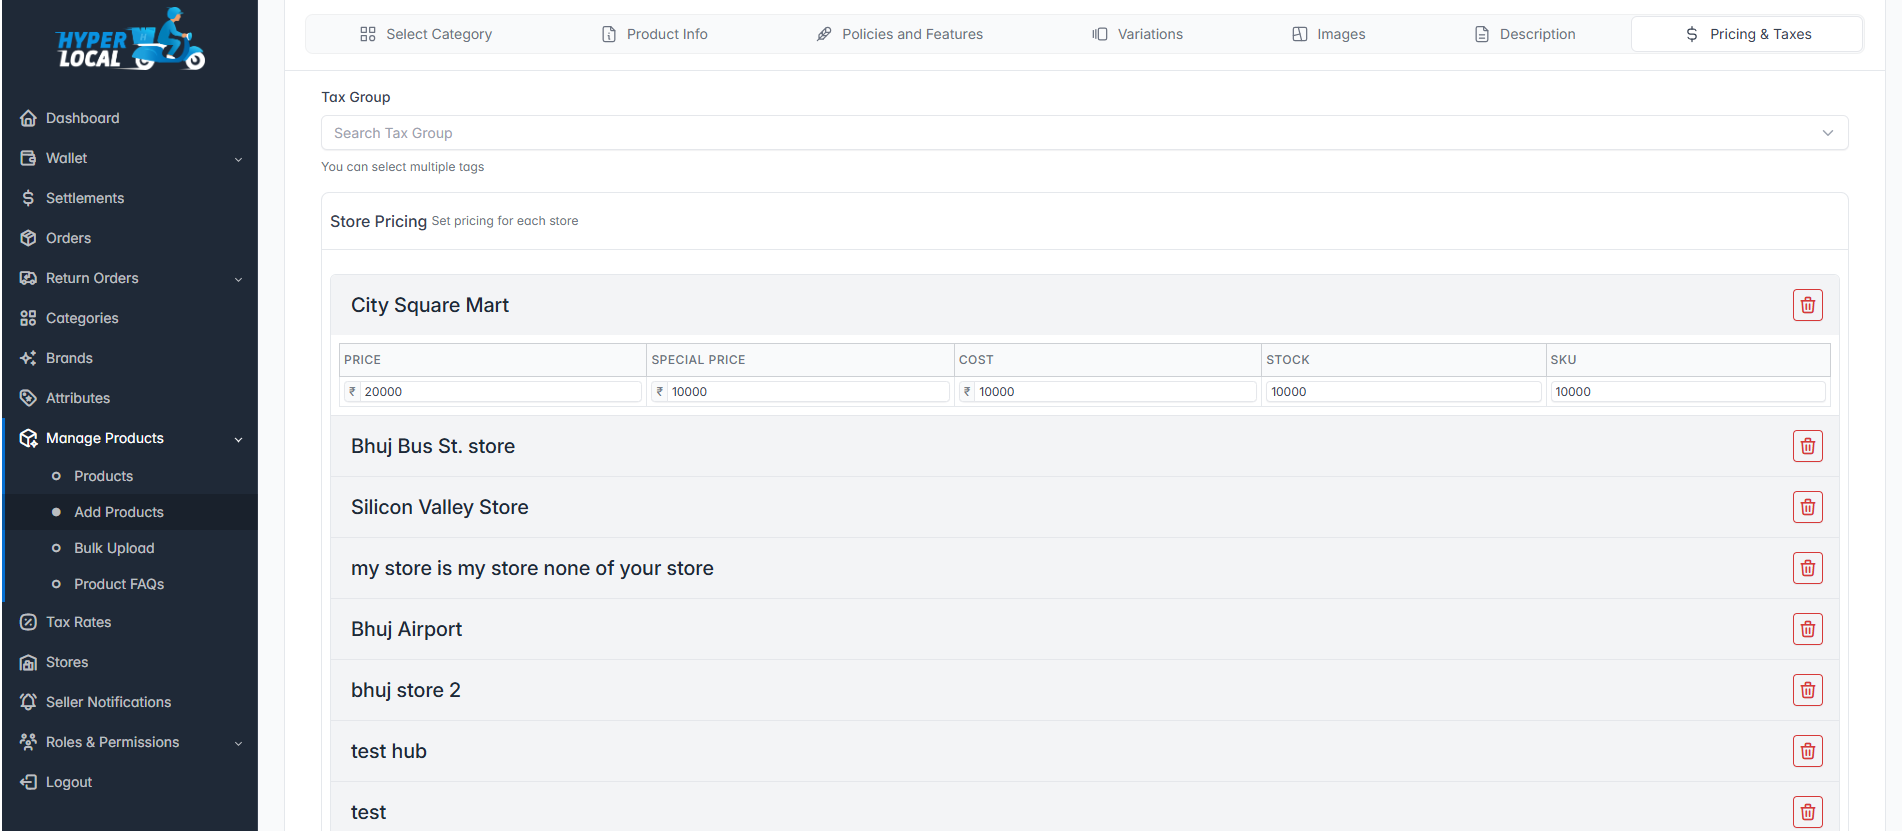 HYPER
LOCAL
Dashboard
Wallet
Settlements
Orders
Return Orders
Categories
Brands
Attributes
Manage Products
Products
Add Products
Bulk Upload
Product FAQs
Tax Rates
Stores
Seller Notifications
Roles & Permissions
Logout
Select Category
Product Info
Policies and Features
Variations
Images
Description
Pricing & Taxes
Tax Group
Search Tax Group
You can select multiple tags
Store Pricing Set pricing for each store
City Square Mart
PRICE SPECIAL PRICE COST STOCK SKU
₹ 20000 ₹ 10000 ₹ 10000 10000 10000
Bhuj Bus St. store
Silicon Valley Store
my store is my store none of your store
Bhuj Airport
bhuj store 2
test hub
test